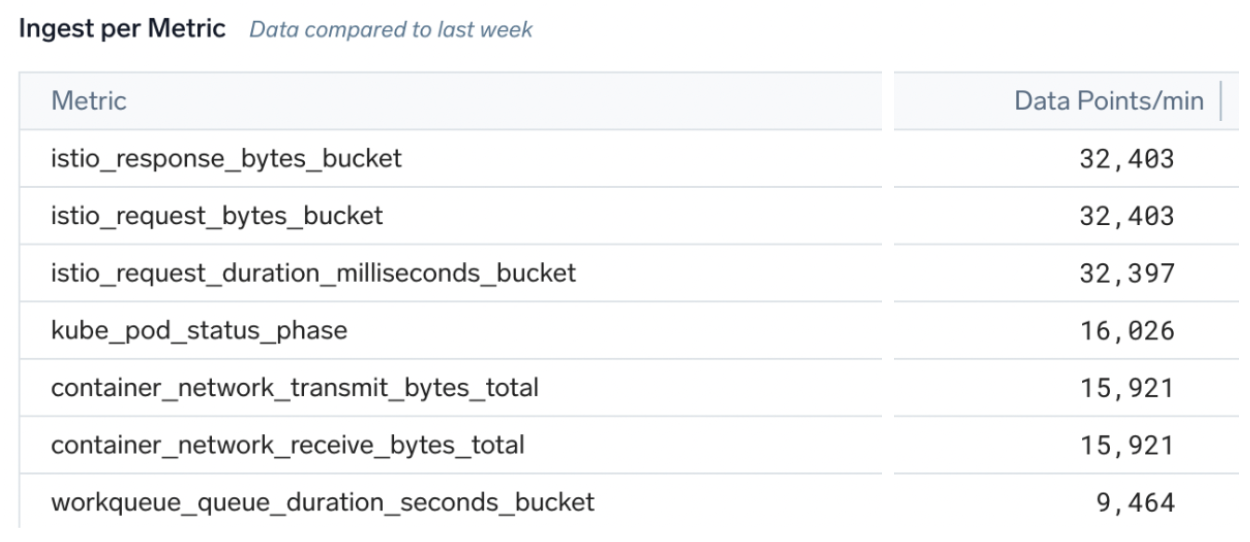 Ingest per Metric Data compared to last week
Metric Data Points/min
istio_response_bytes_bucket 32,403
istio_request_bytes_bucket 32,403
istio_request_duration_milliseconds_bucket 32,397
kube_pod_status_phase 16,026
container_network_transmit_bytes_total 15,921
container_network_receive_bytes_total 15,921
workqueue_queue_duration_seconds_bucket 9,464